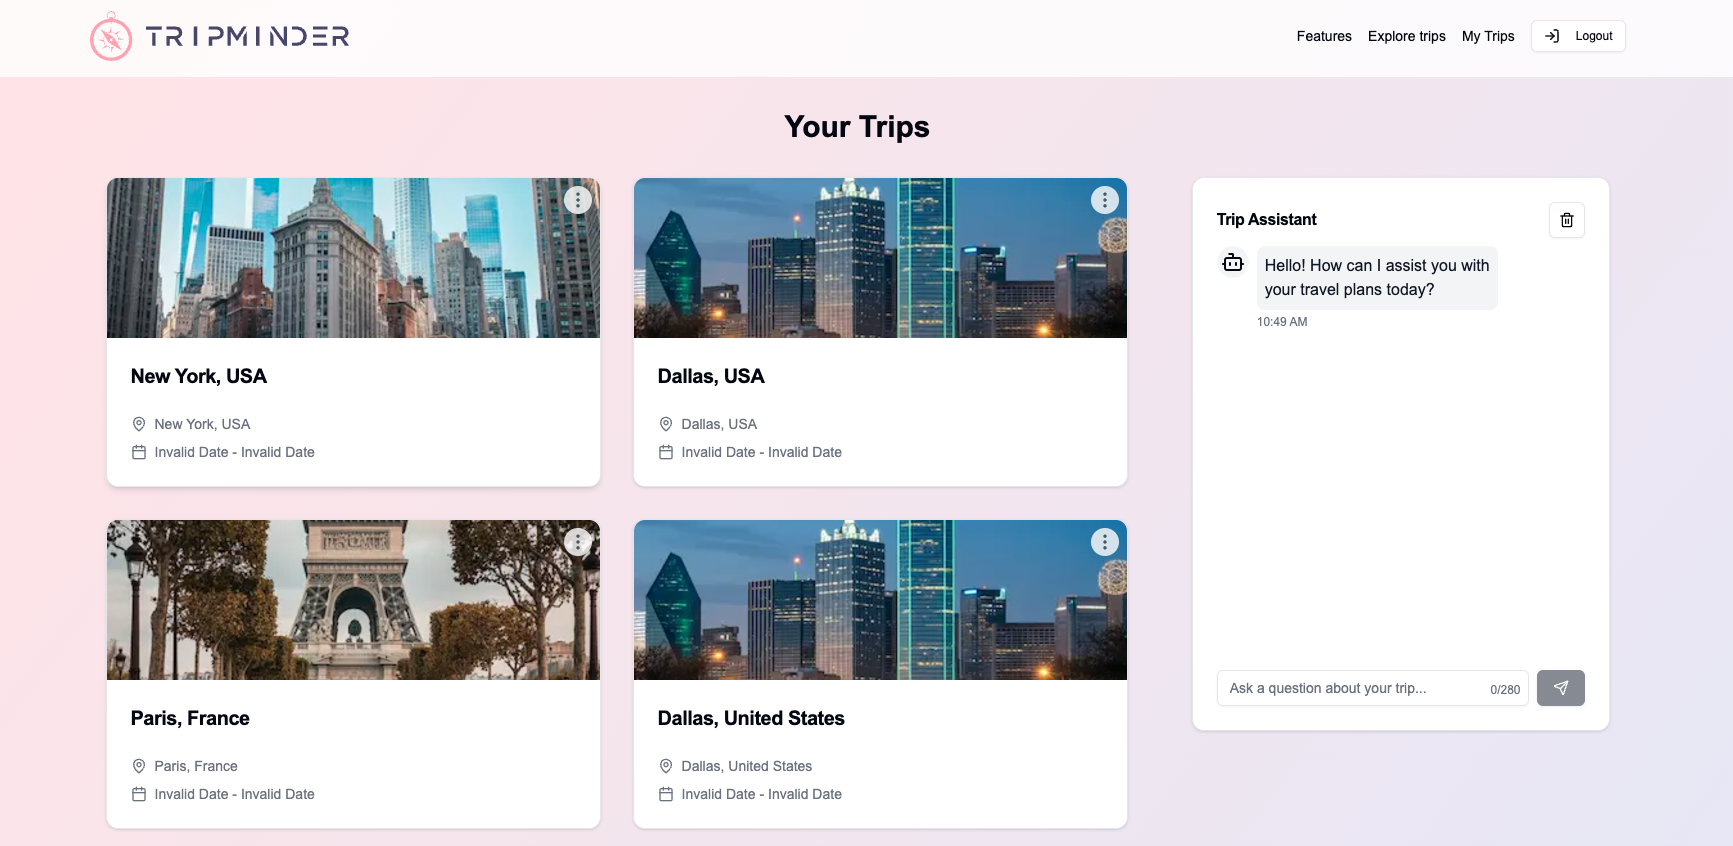 TRIPMINDER
Features
Explore trips
My Trips
Logout
Your Trips
New York, USA
New York, USA
Invalid Date - Invalid Date
Dallas, USA
Dallas, USA
Invalid Date - Invalid Date
Paris, France
Paris, France
Invalid Date - Invalid Date
Dallas, United States
Dallas, United States
Invalid Date - Invalid Date
Trip Assistant
Hello! How can I assist you with
your travel plans today?
10:49 AM
Ask a question about your trip...
0/280